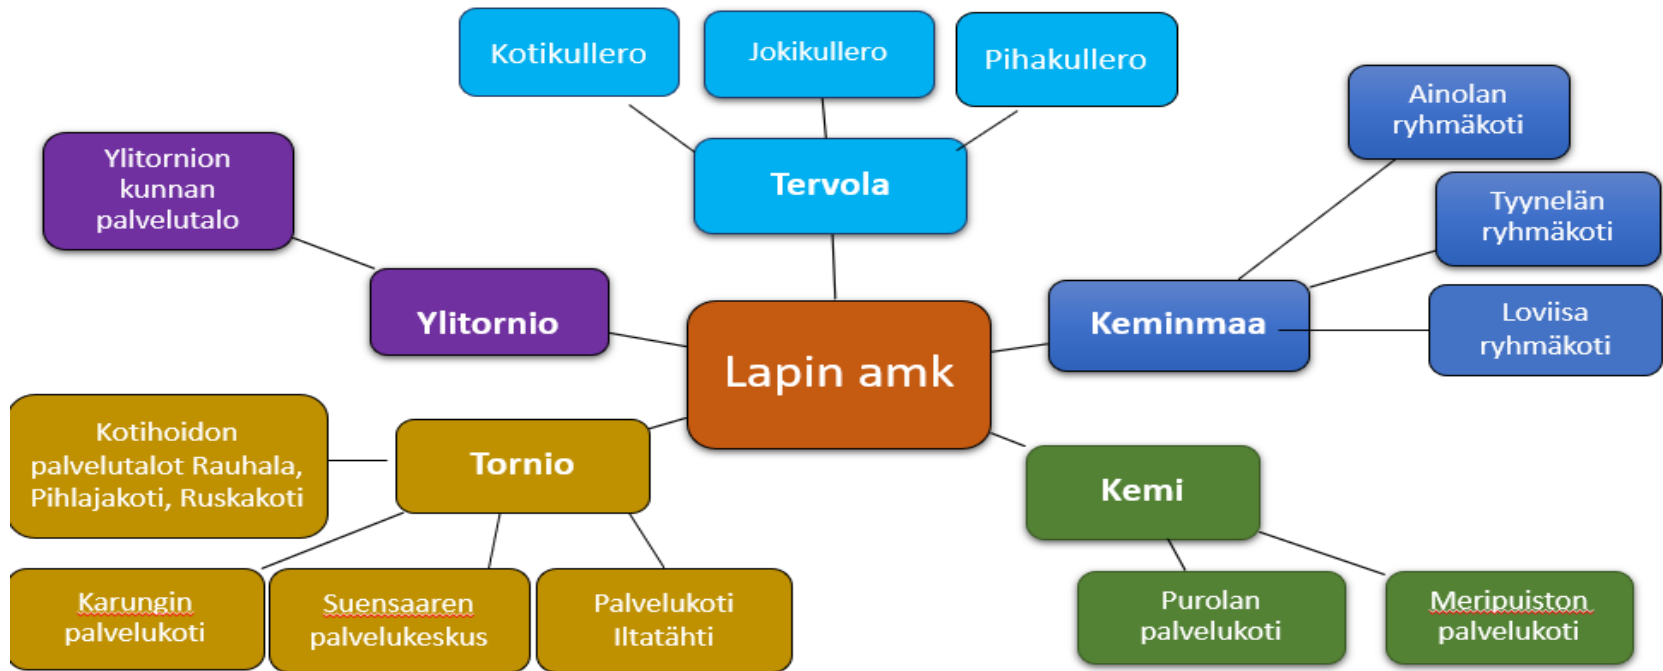 Kotikullero
Jokikullero
Pihakullero
Tervola
Ainolan
ryhmäkoti
Tyynelän
ryhmäkoti
Loviisa
ryhmäkoti
Keminmaa
Ylitornion
kunnan
palvelutalo
Ylitornio
Lapin amk
Kotihoidon
palvelutalot Rauhala,
Pihlajakoti, Ruskakoti
Tornio
Karungin
palvelukoti
Suensaaren
palvelukeskus
Palvelukoti
Iltatähti
Kemi
Purolan
palvelukoti
Meripuiston
palvelukoti